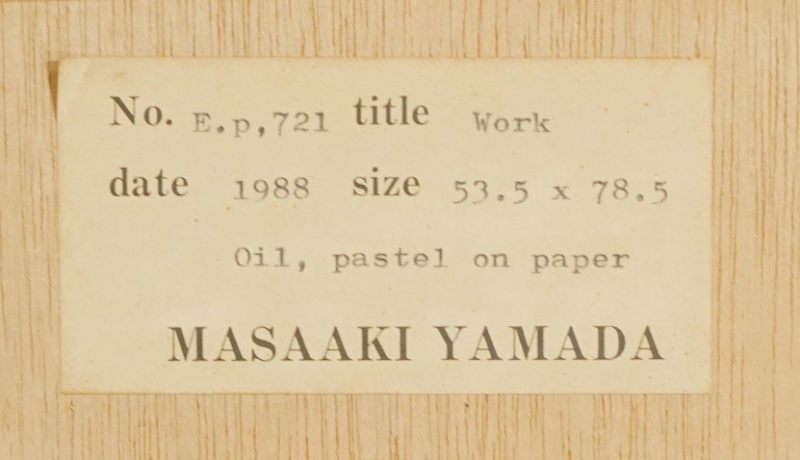 No. E.p,721 title Work
date 1988 size 53.5 x 78.5
Oil, pastel on paper
MASAAKI YAMADA